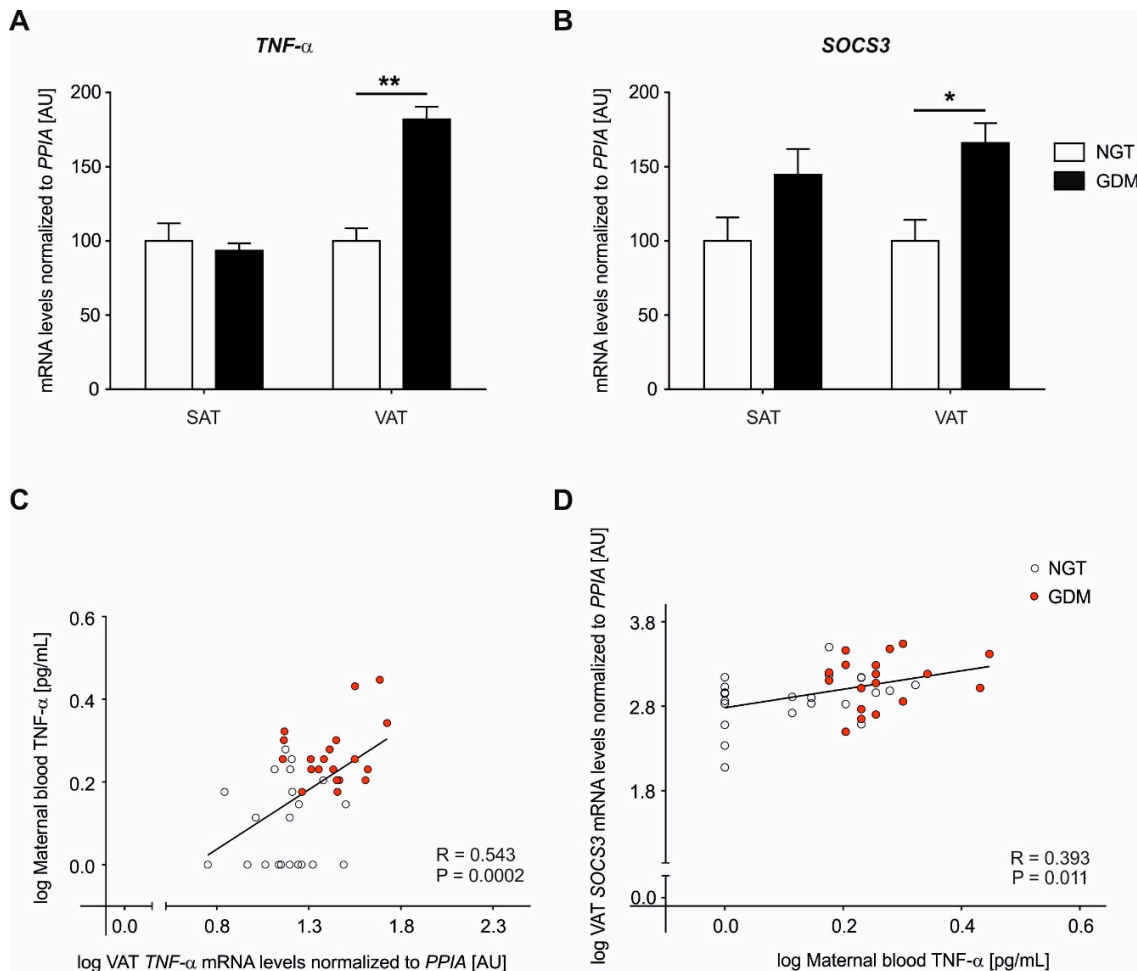 A
TNF-α
mRNA levels normalized to PPIA [AU]
200
150
100
50
0
**
SAT
VAT
B
SOCS3
mRNA levels normalized to PPIA [AU]
200
150
100
50
0
*
SAT
VAT
NGT
GDM
C
log Maternal blood TNF-α [pg/mL]
0.6
0.4
0.2
0.0
R = 0.543
P = 0.0002
0.0
0.8
1.3
1.8
2.3
log VAT TNF-α mRNA levels normalized to PPIA [AU]
D
log VAT SOCS3 mRNA levels normalized to PPIA [AU]
NGT
GDM
3.8
2.8
1.8
0.0
R = 0.393
P = 0.011
0.0
0.2
0.4
0.6
log Maternal blood TNF-α [pg/mL]